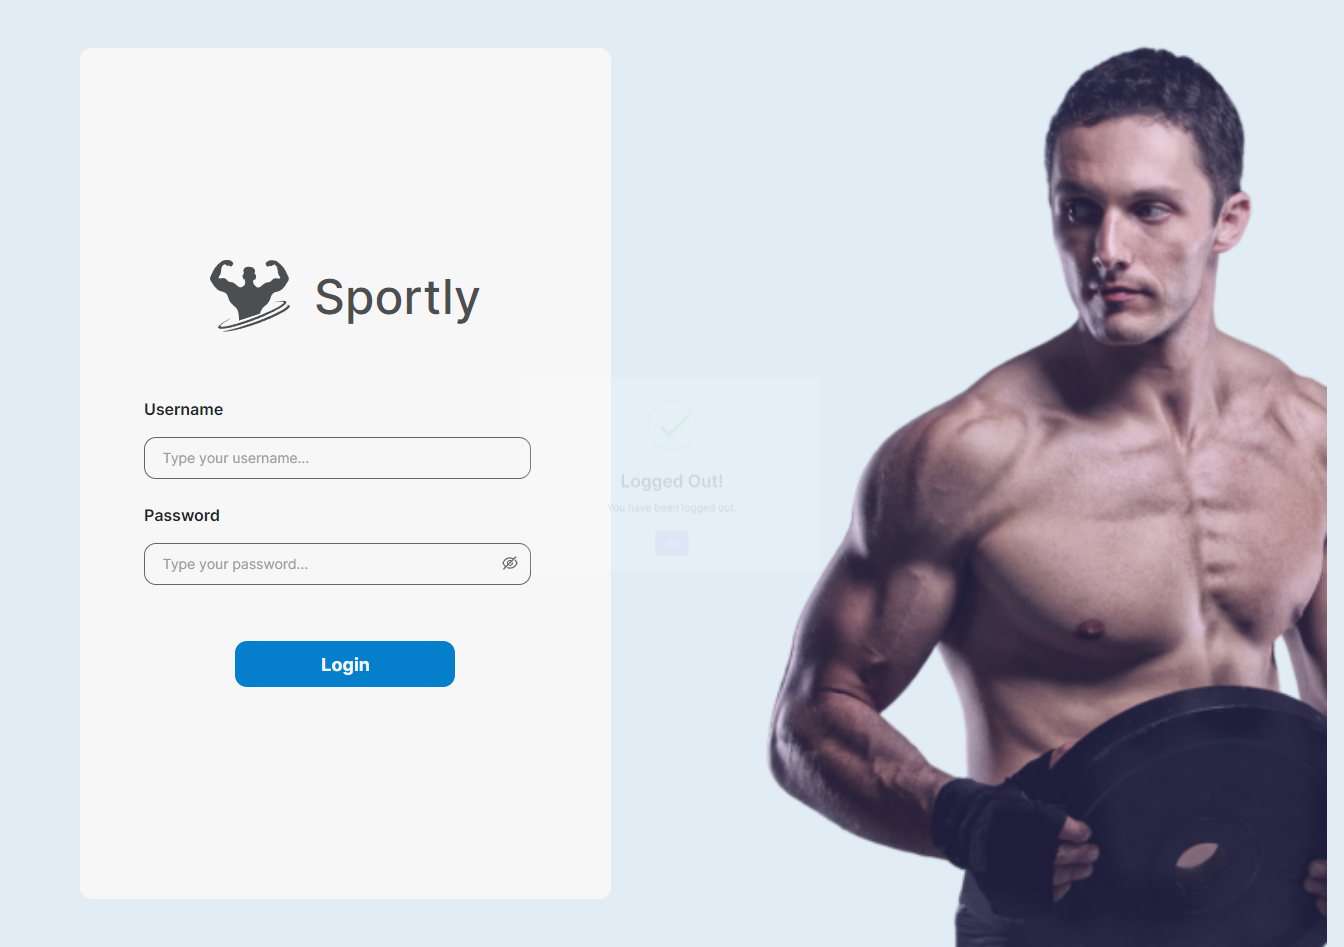 Sportly
Username
Type your username...
Password
Type your password...
Login
Logged Out!
You have been logged out.
OK